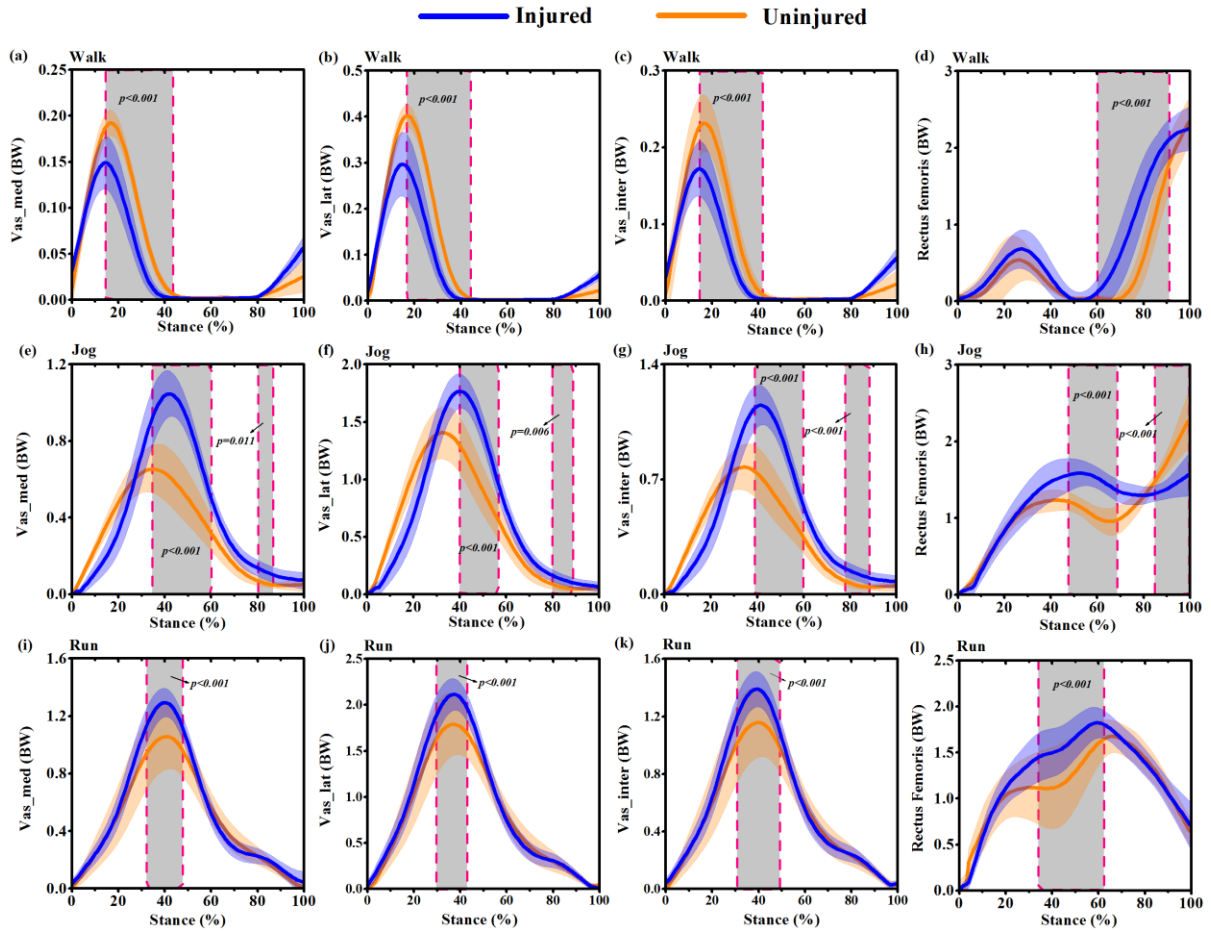 Injured Uninjured
(a) Walk
0.25
0.20
0.15
0.10
0.05
0.00
Vas_med (BW)
p<0.001
0 20 40 60 80 100
Stance (%)
(b) Walk
0.5
0.4
0.3
0.2
0.1
0.0
Vas_lat (BW)
p<0.001
0 20 40 60 80 100
Stance (%)
(c) Walk
0.3
0.2
0.1
0.0
Vas_inter (BW)
p<0.001
0 20 40 60 80 100
Stance (%)
(d) Walk
3
2
1
0
Rectus femoris (BW)
p<0.001
0 20 40 60 80 100
Stance (%)
(e) Jog
1.2
0.8
0.4
0.0
Vas_med (BW)
p=0.011
p<0.001
0 20 40 60 80 100
Stance (%)
(f) Jog
2.0
1.5
1.0
0.5
0.0
Vas_lat (BW)
p=0.006
p<0.001
0 20 40 60 80 100
Stance (%)
(g) Jog
1.4
0.7
0.0
Vas_inter (BW)
p<0.001
p<0.001
0 20 40 60 80 100
Stance (%)
(h) Jog
3
2
1
0
Rectus Femoris (BW)
p<0.001
p<0.001
0 20 40 60 80 100
Stance (%)
(i) Run
1.6
1.2
0.8
0.4
0.0
Vas_med (BW)
p<0.001
0 20 40 60 80 100
Stance (%)
(j) Run
2.5
2.0
1.5
1.0
0.5
0.0
Vas_lat (BW)
p<0.001
0 20 40 60 80 100
Stance (%)
(k) Run
1.6
1.2
0.8
0.4
0.0
Vas_inter (BW)
p<0.001
0 20 40 60 80 100
Stance (%)
(l) Run
2.5
2.0
1.5
1.0
0.5
0.0
Rectus Femoris (BW)
p<0.001
0 20 40 60 80 100
Stance (%)